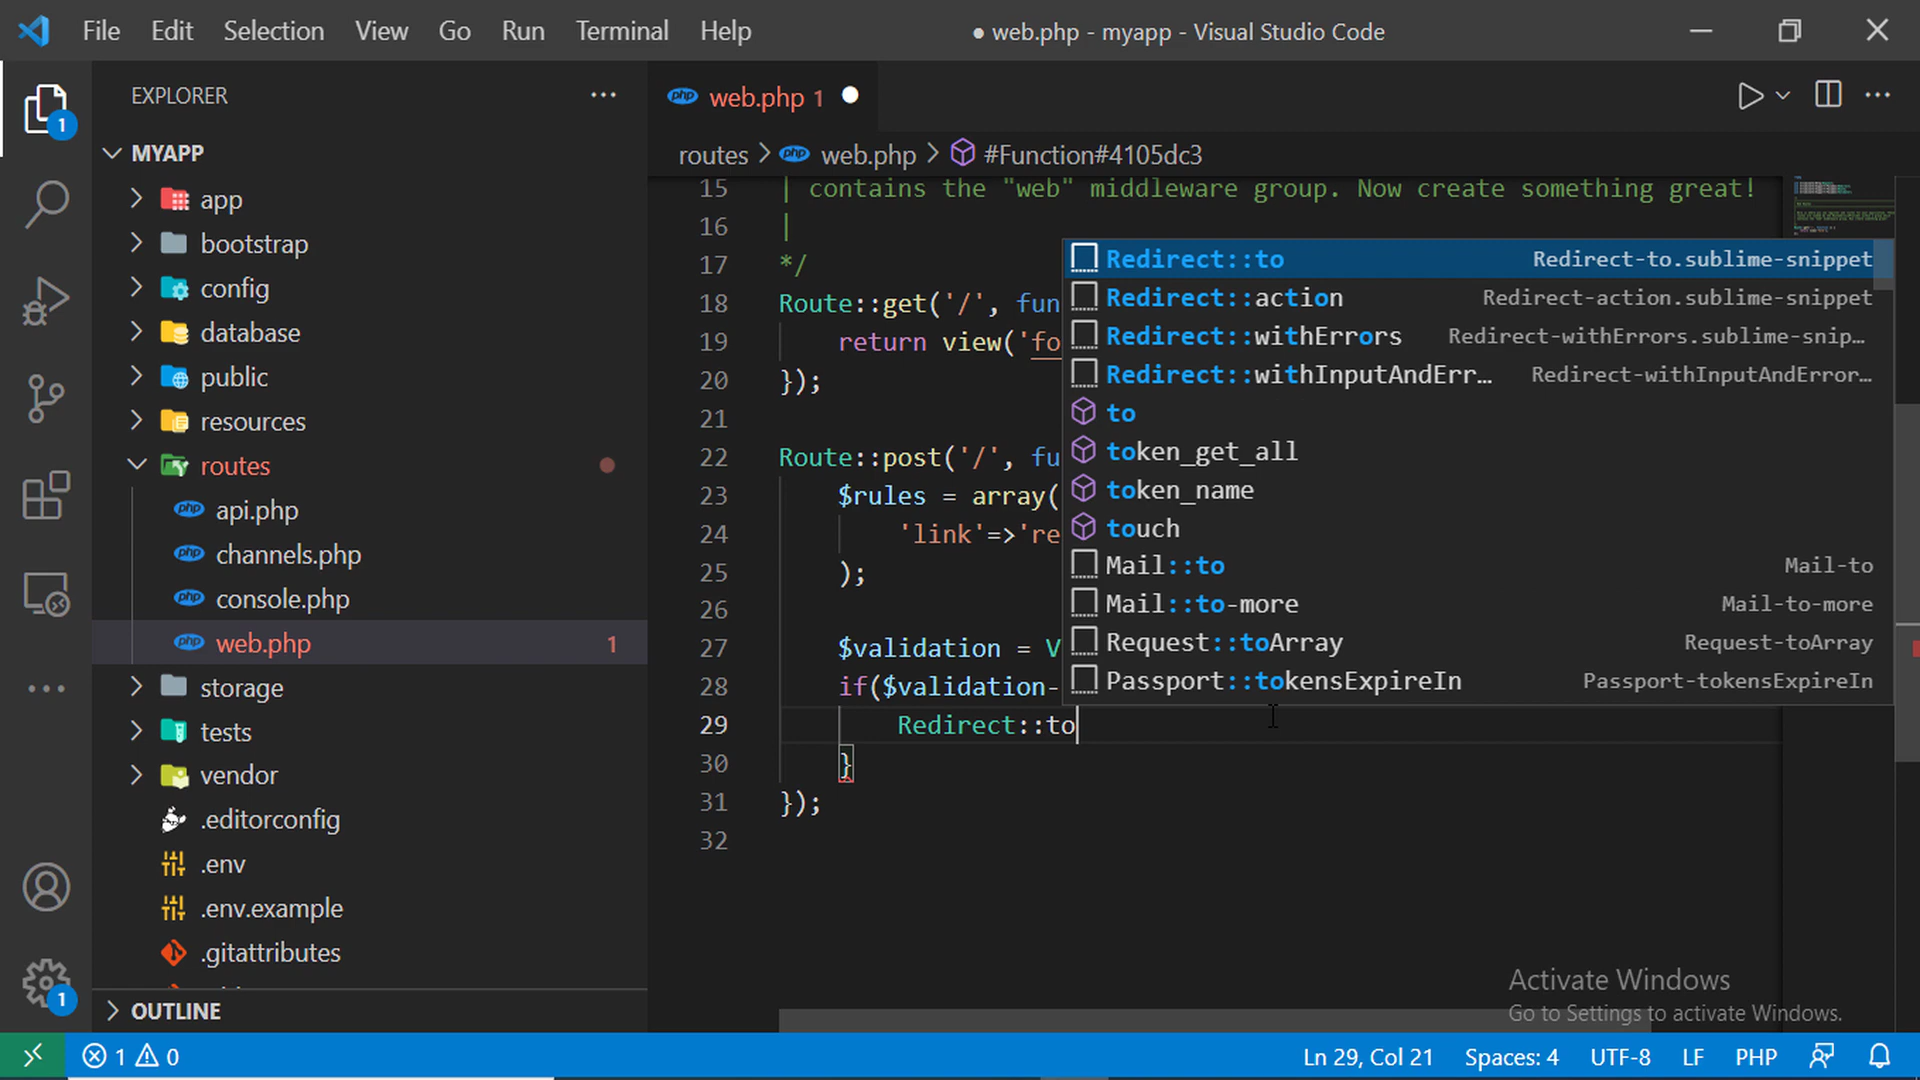 File Edit Selection View Go Run Terminal Help
● web.php - myapp - Visual Studio Code
EXPLORER
MYAPP
app
bootstrap
config
database
public
resources
routes
api.php
channels.php
console.php
web.php 1
storage
tests
vendor
.editorconfig
.env
.env.example
.gitattributes
OUTLINE
1
1
php web.php 1
routes > php web.php > #Function#4105dc3
15 | contains the "web" middleware group. Now create something great!
16 |
17 */
18 Route::get('/', fun
19 return view('fo
20 });
21
22 Route::post('/', fu
23 $rules = array(
24 'link'=>'re
25 );
26
27 $validation = V
28 if($validation-
29 Redirect::to
30 }
31 });
32
Redirect::to Redirect-to.sublime-snippet
Redirect::action Redirect-action.sublime-snippet
Redirect::withErrors Redirect-withErrors.sublime-snip…
Redirect::withInputAndErr… Redirect-withInputAndError…
to
token_get_all
token_name
touch
Mail::to Mail-to
Mail::to-more Mail-to-more
Request::toArray Request-toArray
Passport::tokensExpireIn Passport-tokensExpireIn
Activate Windows
Go to Settings to activate Windows.
1 0 Ln 29, Col 21 Spaces: 4 UTF-8 LF PHP